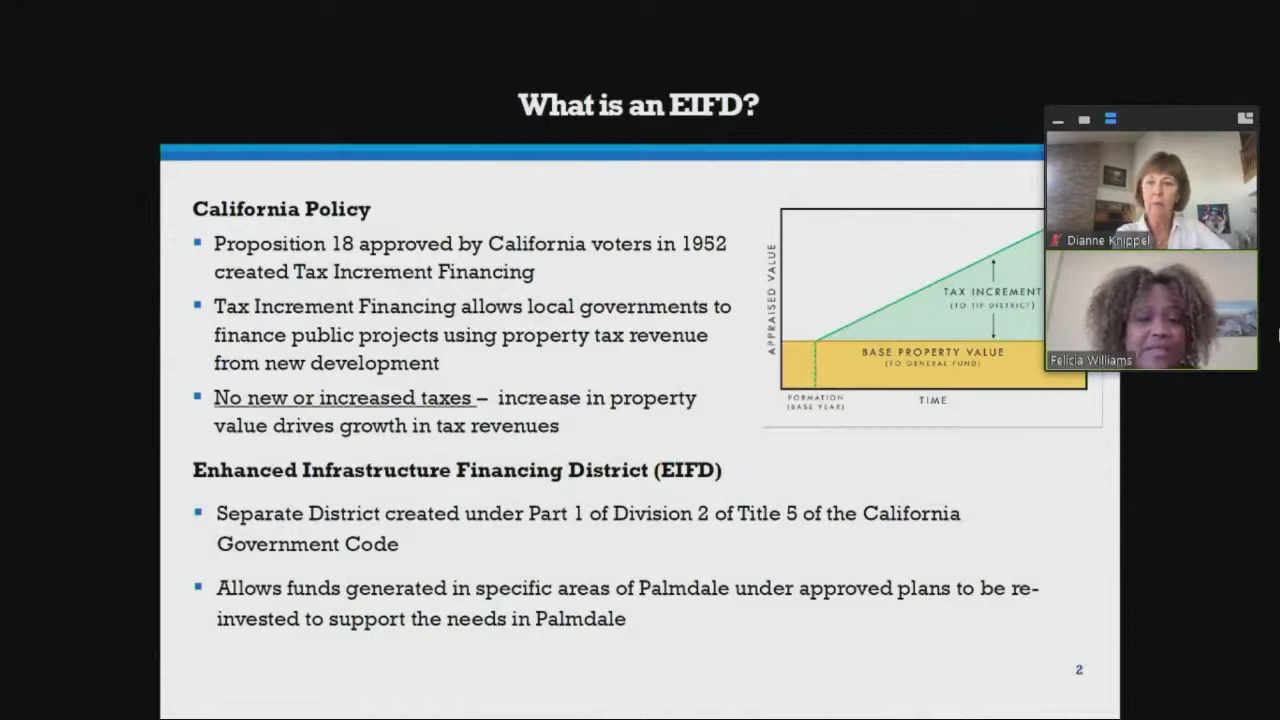 What is an EIFD?
California Policy
Proposition 18 approved by California voters in 1952
created Tax Increment Financing
Tax Increment Financing allows local governments to
finance public projects using property tax revenue
from new development
No new or increased taxes – increase in property
value drives growth in tax revenues
APPRAISED VALUE
TAX INCREMENT
(TO TIF DISTRICT)
BASE PROPERTY VALUE
(TO GENERAL FUND)
FORMATION
(BASE YEAR)
TIME
Dianne Knippel
Felicia Williams
Enhanced Infrastructure Financing District (EIFD)
Separate District created under Part 1 of Division 2 of Title 5 of the California
Government Code
Allows funds generated in specific areas of Palmdale under approved plans to be re-
invested to support the needs in Palmdale
2